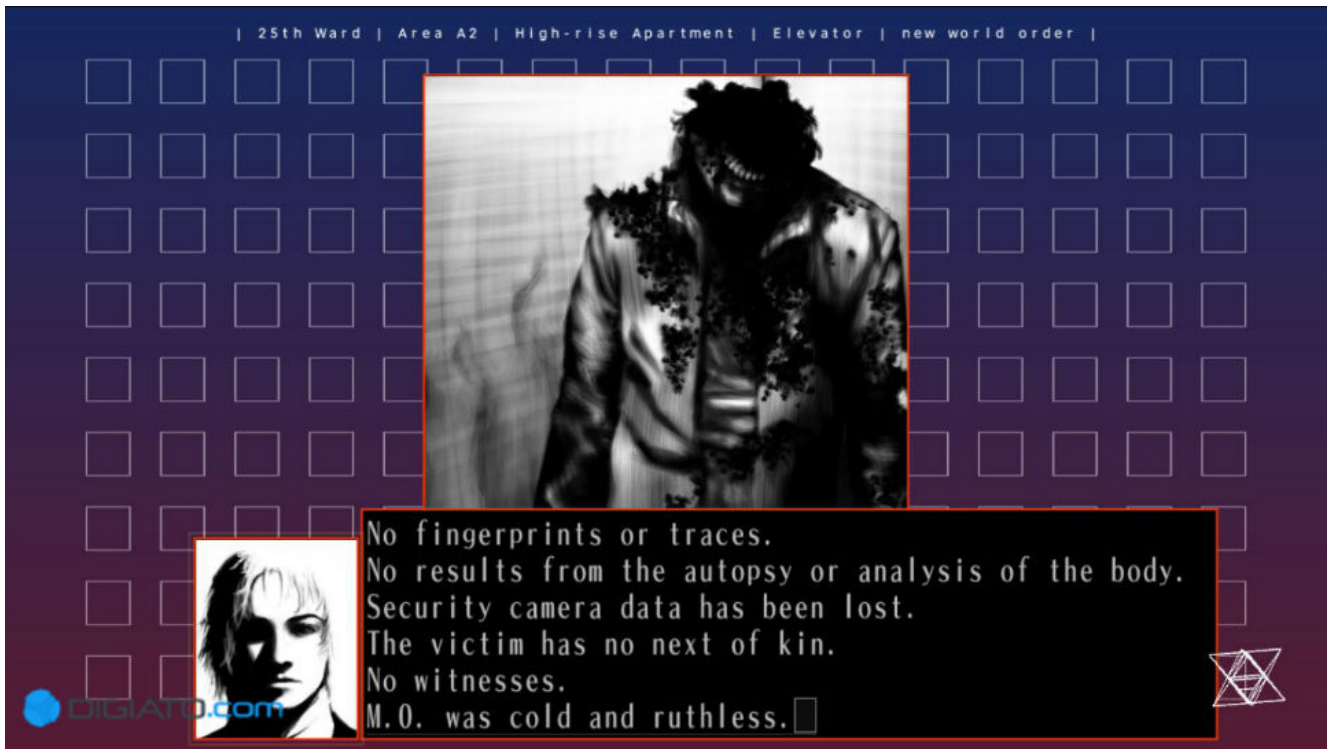 | 25th Ward | Area A2 | High-rise Apartment | Elevator | new world order |
No fingerprints or traces.
No results from the autopsy or analysis of the body.
Security camera data has been lost.
The victim has no next of kin.
No witnesses.
M.O. was cold and ruthless.
DIGIATO.com